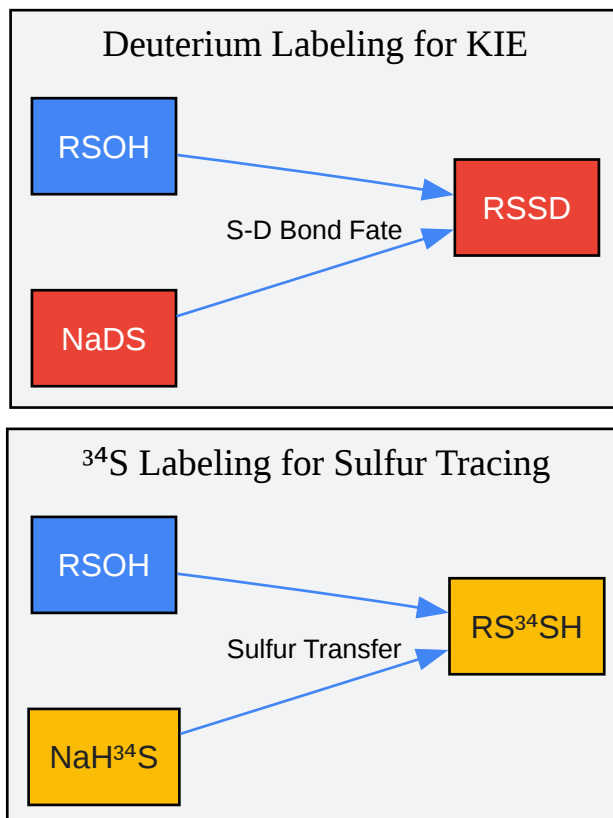 Deuterium Labeling for KIE
RSOH
RSSD
S-D Bond Fate
NaDS
³⁴S Labeling for Sulfur Tracing
RSOH
RS³⁴SH
Sulfur Transfer
NaH³⁴S